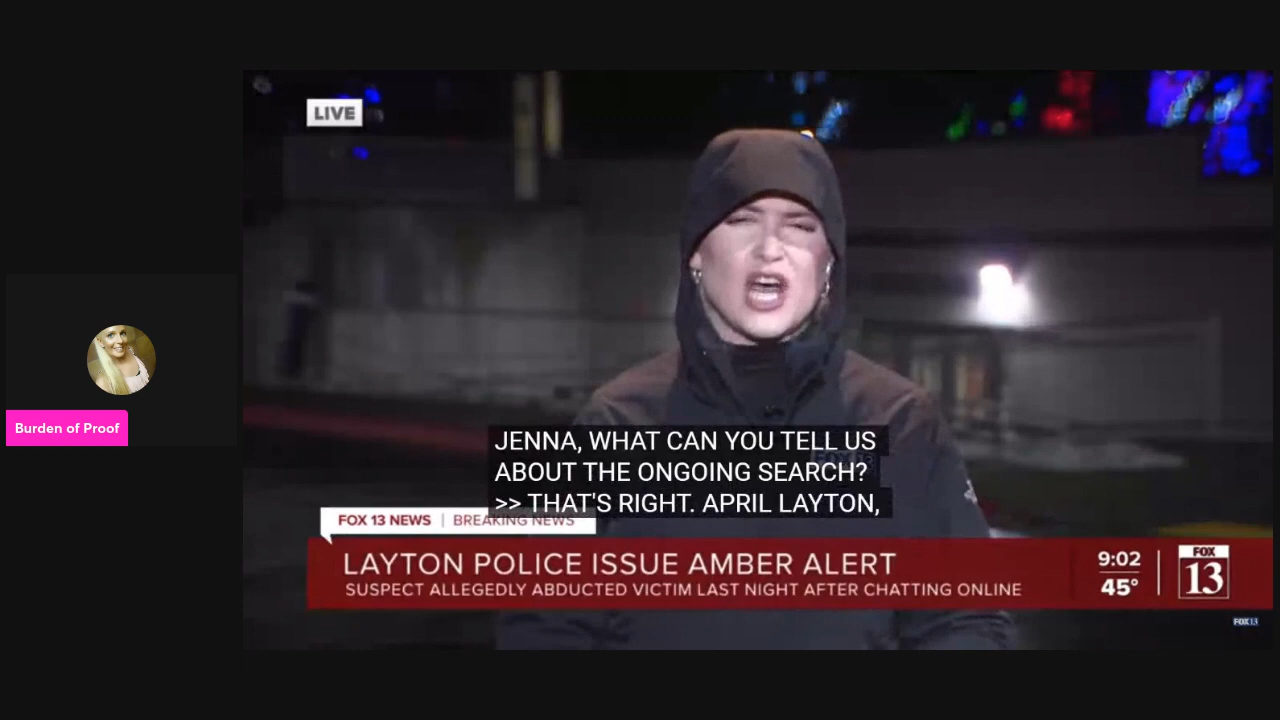 LIVE
Burden of Proof
JENNA, WHAT CAN YOU TELL US
ABOUT THE ONGOING SEARCH?
>> THAT'S RIGHT. APRIL LAYTON,
FOX 13 NEWS | BREAKING NEWS
LAYTON POLICE ISSUE AMBER ALERT
SUSPECT ALLEGEDLY ABDUCTED VICTIM LAST NIGHT AFTER CHATTING ONLINE
9:02
45°
FOX
13
FOX 13